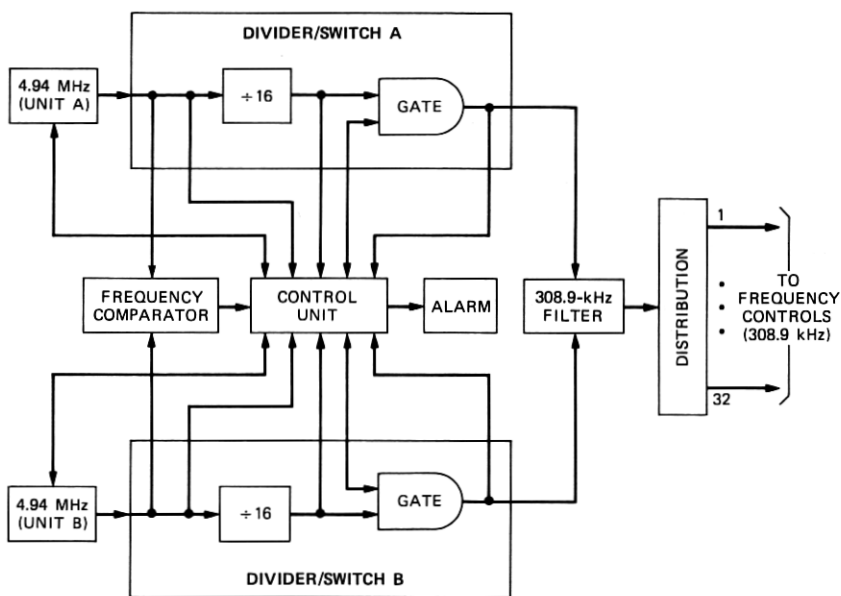 DIVIDER/SWITCH A
4.94 MHz
(UNIT A)
÷16
GATE
FREQUENCY
COMPARATOR
CONTROL
UNIT
ALARM
308.9-kHz
FILTER
DISTRIBUTION
1
32
TO
FREQUENCY
CONTROLS
(308.9 kHz)
4.94 MHz
(UNIT B)
÷16
GATE
DIVIDER/SWITCH B